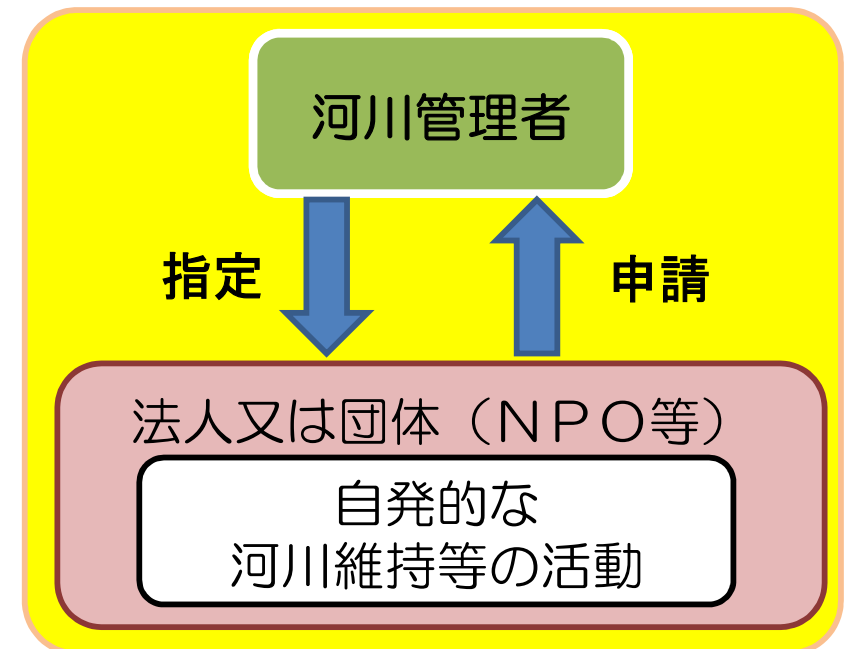 河川管理者
指定
申請
法人又は団体（ＮＰＯ等）
自発的な
河川維持等の活動